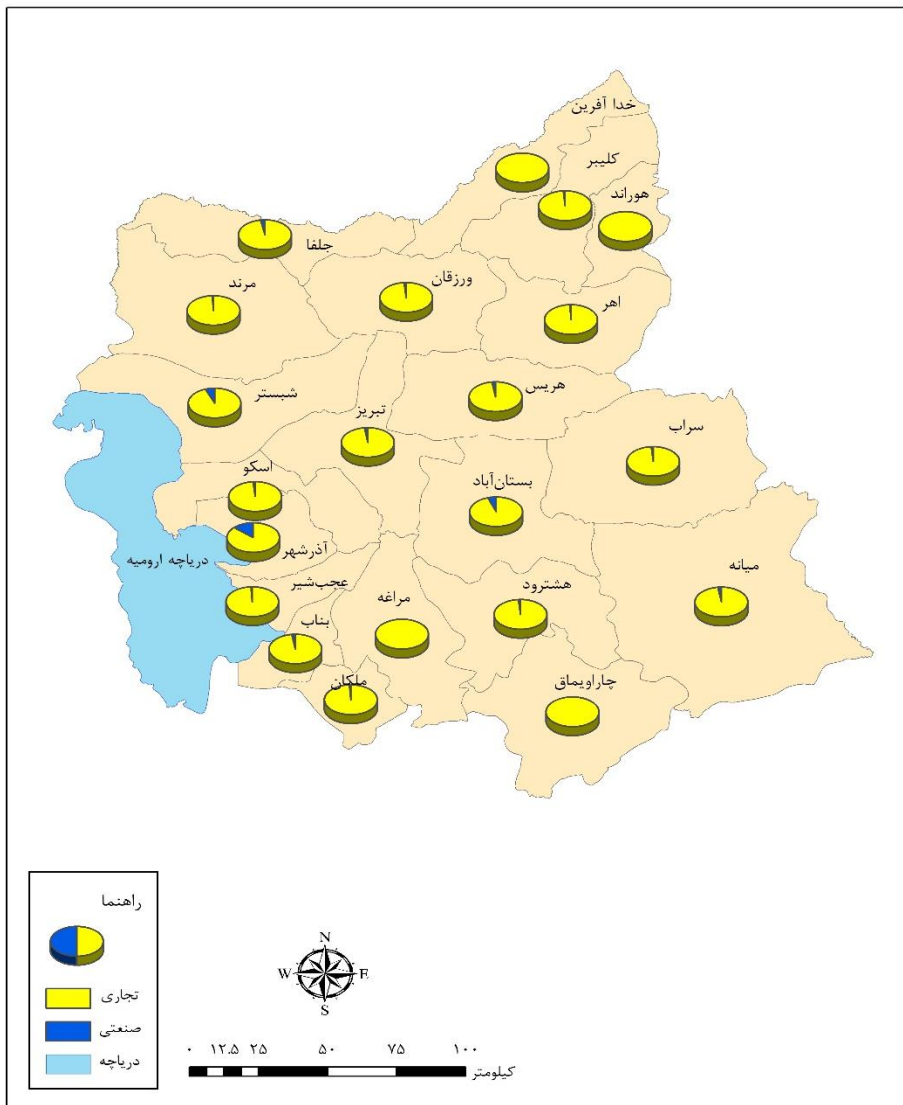 خدا آفرین
کلیبر
هوراند
جلفا
ورزقان
مرند
اهر
هریس
شبستر
تبریز
سراب
اسکو
بستان‌آباد
آذرشهر
دریاچه ارومیه
میانه
عجب‌شیر
هشترود
مراغه
بناب
ملکان
چاراویماق
راهنما
تجاری
صنعتی
دریاچه
N
W E
S
۰ ۱۲.۵ ۲۵ ۵۰ ۷۵ ۱۰۰
کیلومتر